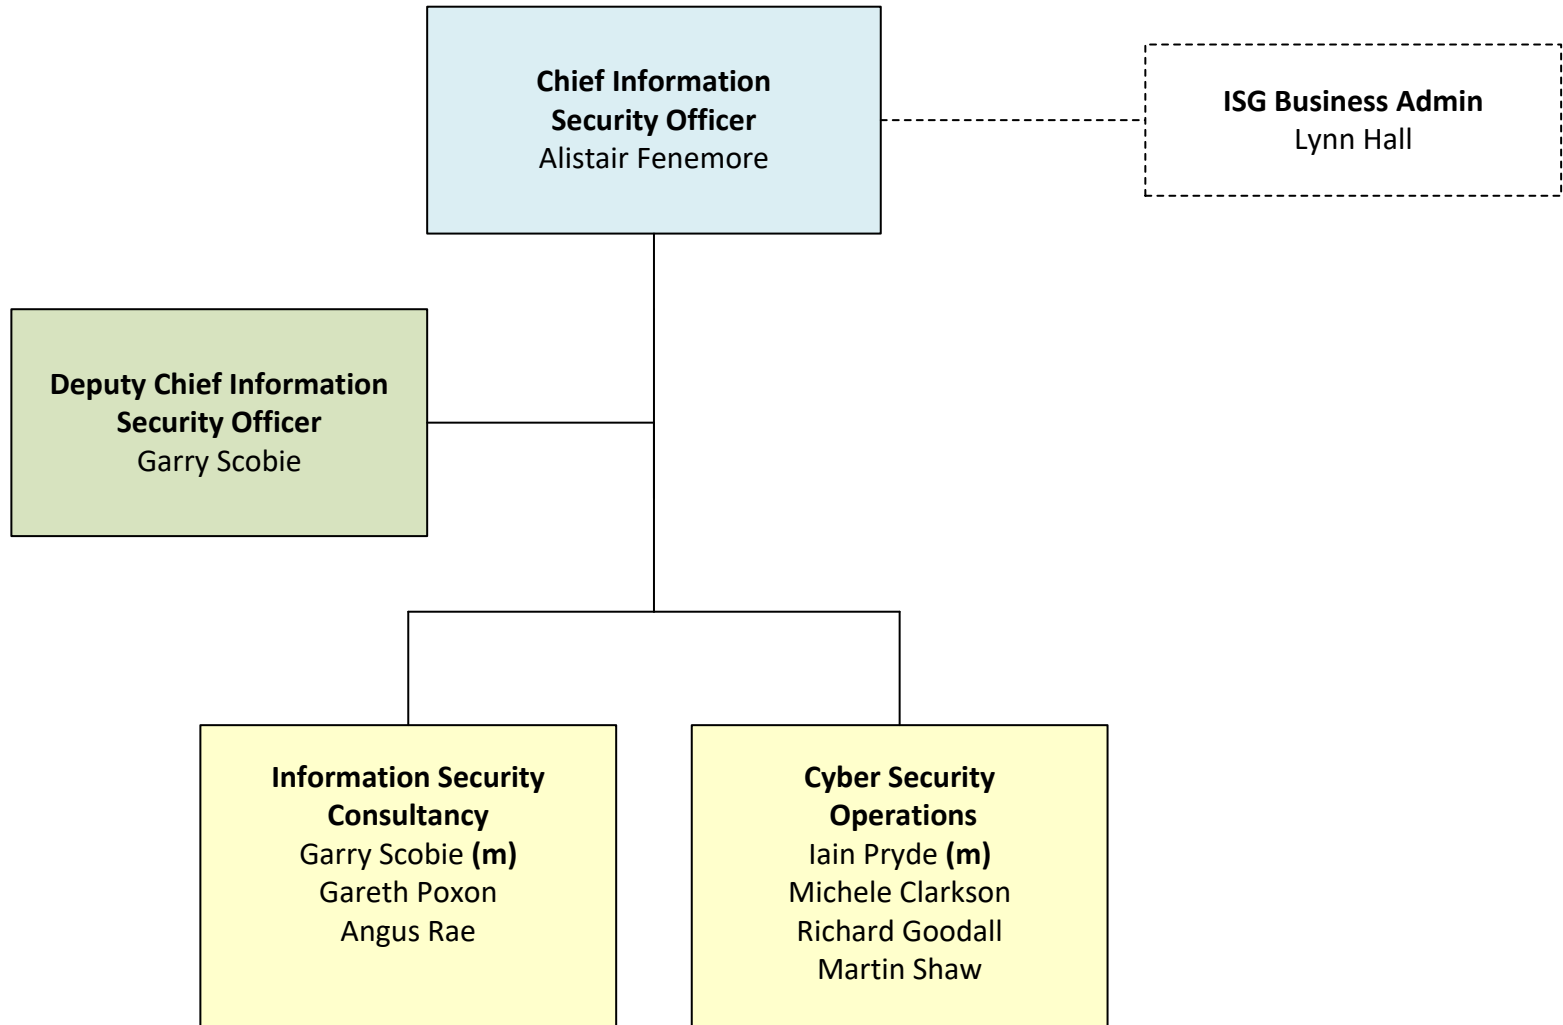 Chief Information
Security Officer
Alistair Fenemore
ISG Business Admin
Lynn Hall
Deputy Chief Information
Security Officer
Garry Scobie
Information Security
Consultancy
Garry Scobie (m)
Gareth Poxon
Angus Rae
Cyber Security
Operations
Iain Pryde (m)
Michele Clarkson
Richard Goodall
Martin Shaw